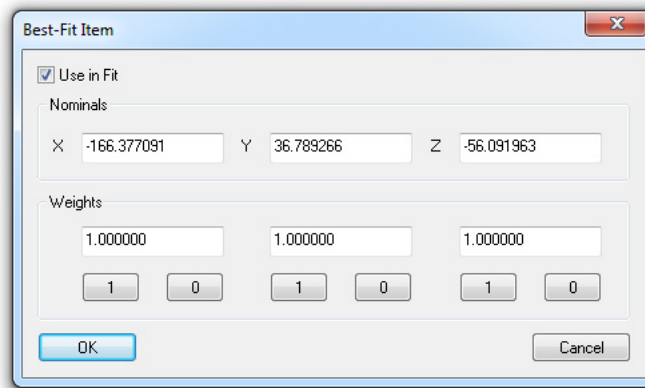 Best-Fit Item
Use in Fit
Nominals
X -166.377091 Y 36.789266 Z -56.091963
Weights
1.000000 1.000000 1.000000
1 0 1 0 1 0
OK Cancel